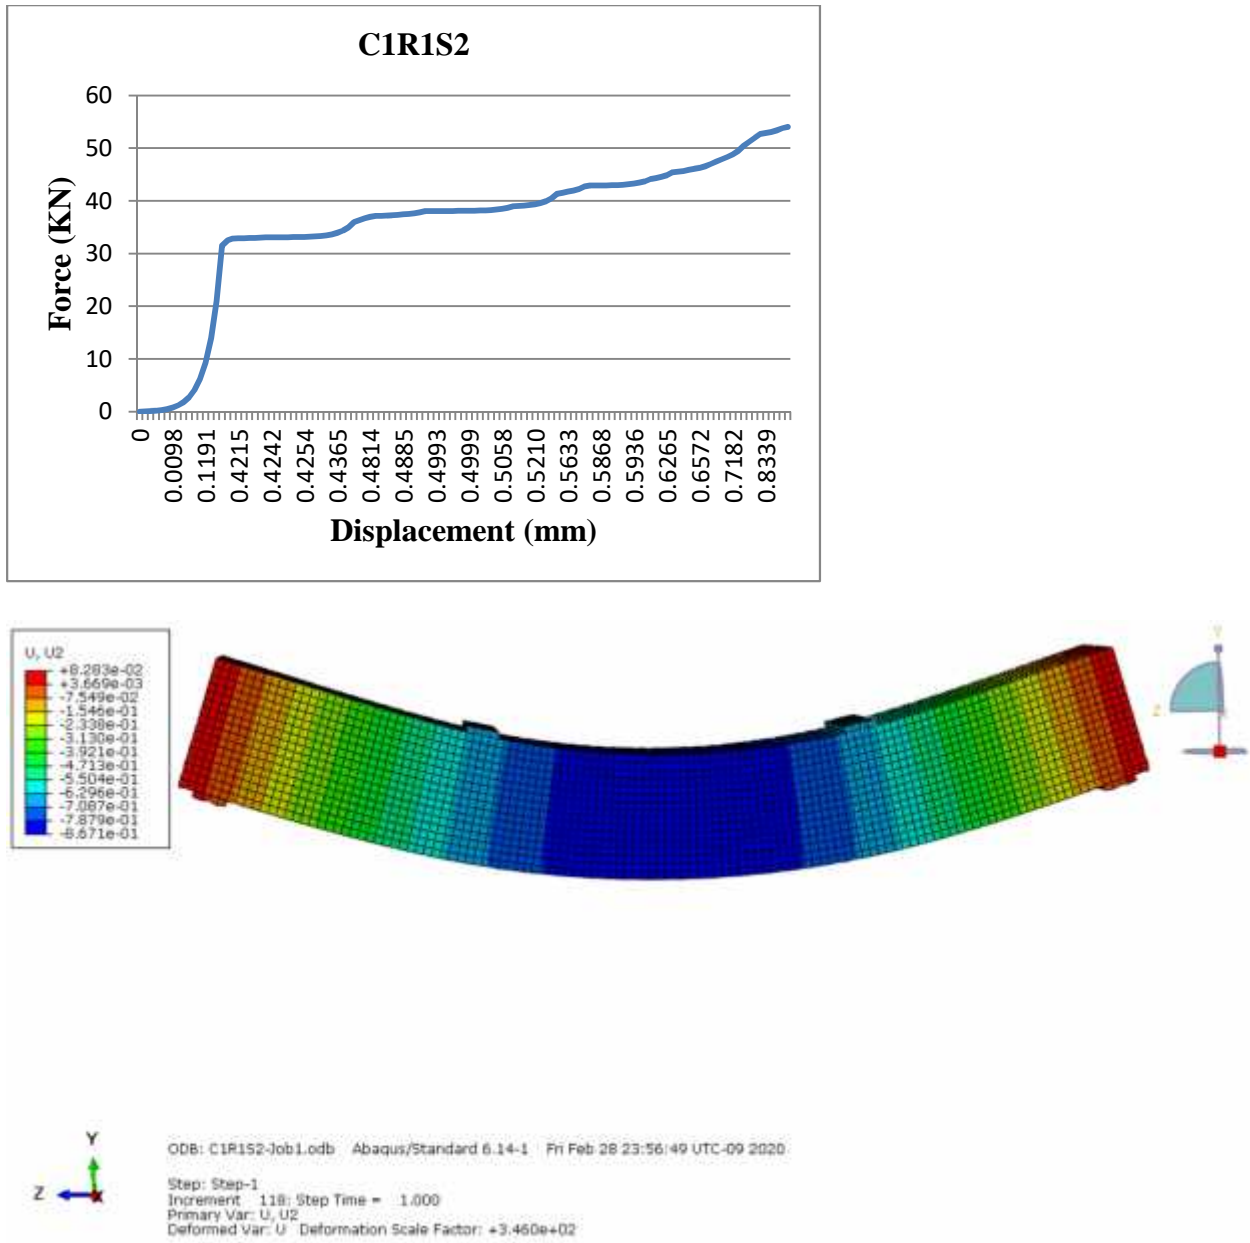 C1R1S2
60
50
40
30
20
10
0
Force (KN)
0
0.0098
0.1191
0.4215
0.4242
0.4254
0.4365
0.4814
0.4885
0.4993
0.4999
0.5058
0.5210
0.5633
0.5868
0.5936
0.6265
0.6572
0.7182
0.8339
Displacement (mm)
U, U2
+8.283e-02
+3.669e-03
-7.549e-02
-1.546e-01
-2.338e-01
-3.130e-01
-3.921e-01
-4.713e-01
-5.504e-01
-6.296e-01
-7.087e-01
-7.879e-01
-8.671e-01
Y
Z
Y
Z
X
ODB: C1R1S2-Job1.odb Abaqus/Standard 6.14-1 Fri Feb 28 23:56:49 UTC-09 2020
Step: Step-1
Increment 118: Step Time = 1.000
Primary Var: U, U2
Deformed Var: U Deformation Scale Factor: +3.460e+02